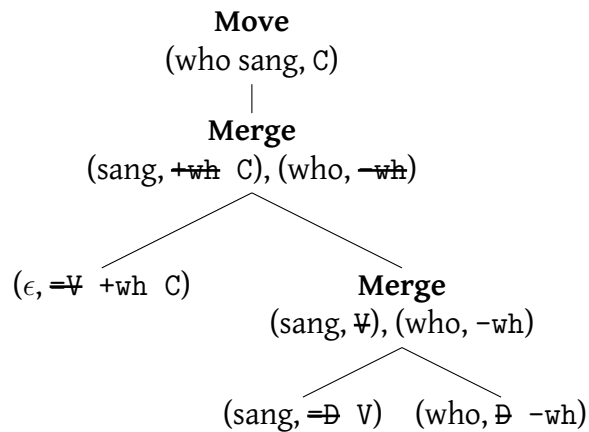 Move
(who sang, C)
Merge
(sang, +wh C), (who, -wh)
(ϵ, =V +wh C)
Merge
(sang, V), (who, -wh)
(sang, =D V) (who, D -wh)